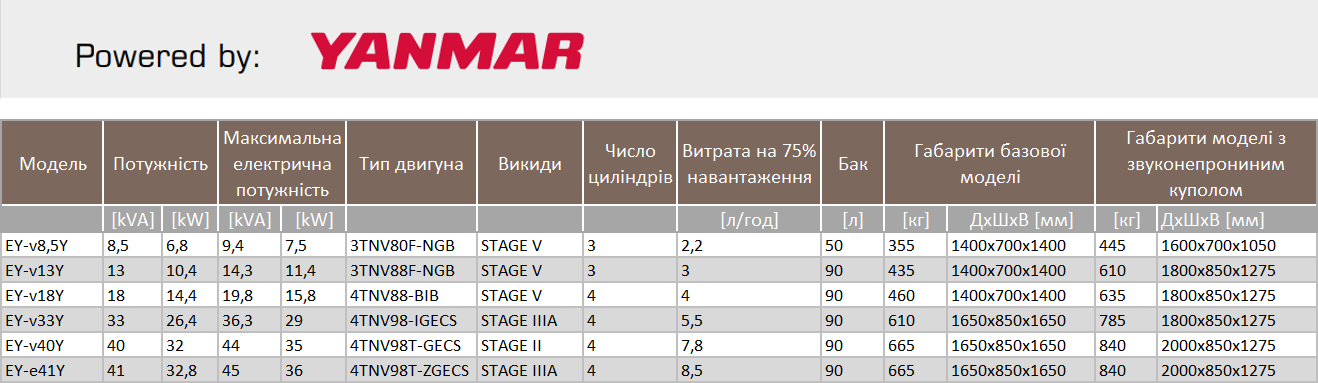 Powered by: YANMAR
Модель Потужність Максимальна електрична потужність Тип двигуна Викиди Число циліндрів Витрата на 75% навантаження Бак Габарити базової моделі Габарити моделі з звуконепрониним куполом
[kVA] [kW] [kVA] [kW] [л/год] [л] [кг] ДxШxВ [мм] [кг] ДxШxВ [мм]
EY-v8,5Y 8,5 6,8 9,4 7,5 3TNV80F-NGB STAGE V 3 2,2 50 355 1400x700x1400 445 1600x700x1050
EY-v13Y 13 10,4 14,3 11,4 3TNV88F-NGB STAGE V 3 3 90 435 1400x700x1400 610 1800x850x1275
EY-v18Y 18 14,4 19,8 15,8 4TNV88-BIB STAGE V 4 4 90 460 1400x700x1400 635 1800x850x1275
EY-v33Y 33 26,4 36,3 29 4TNV98-IGECS STAGE IIIA 4 5,5 90 610 1650x850x1650 785 1800x850x1275
EY-v40Y 40 32 44 35 4TNV98T-GECS STAGE II 4 7,8 90 665 1650x850x1650 840 2000x850x1275
EY-e41Y 41 32,8 45 36 4TNV98T-ZGECS STAGE IIIA 4 8,5 90 665 1650x850x1650 840 2000x850x1275